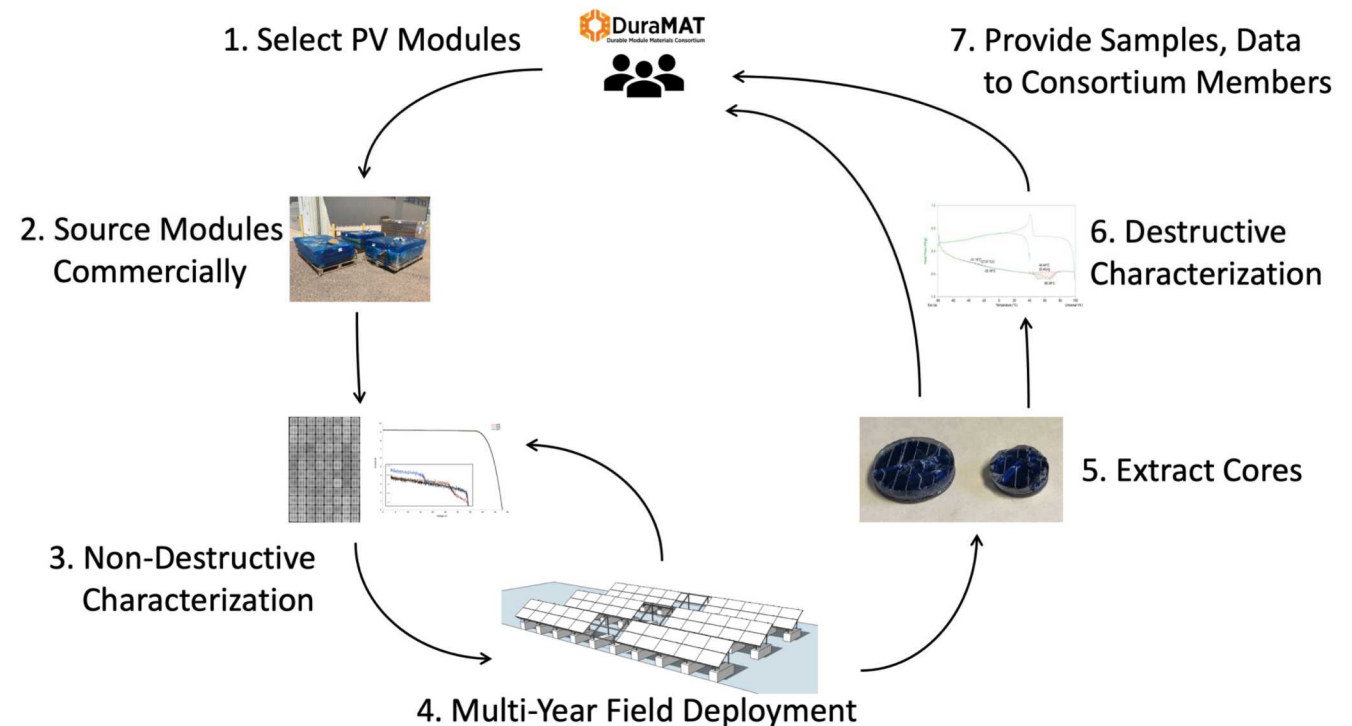 DuraMAT
Durable Module Materials Consortium
1. Select PV Modules
7. Provide Samples, Data
to Consortium Members
2. Source Modules
Commercially
6. Destructive
Characterization
5. Extract Cores
3. Non-Destructive
Characterization
4. Multi-Year Field Deployment